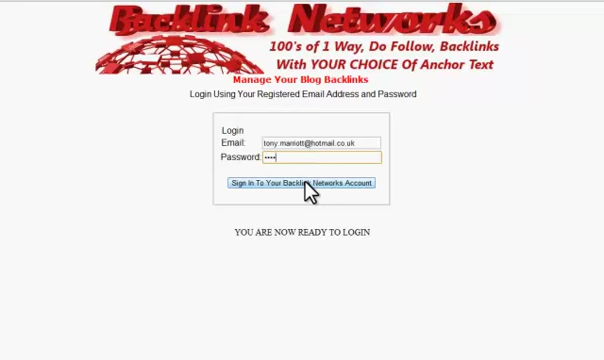 Backlink Networks
100's of 1 Way, Do Follow, Backlinks
With YOUR CHOICE Of Anchor Text
Manage Your Blog Backlinks
Login Using Your Registered Email Address and Password
Login
Email: tony.marriott@hotmail.co.uk
Password: ••••
Sign In To Your Backlink Networks Account
YOU ARE NOW READY TO LOGIN